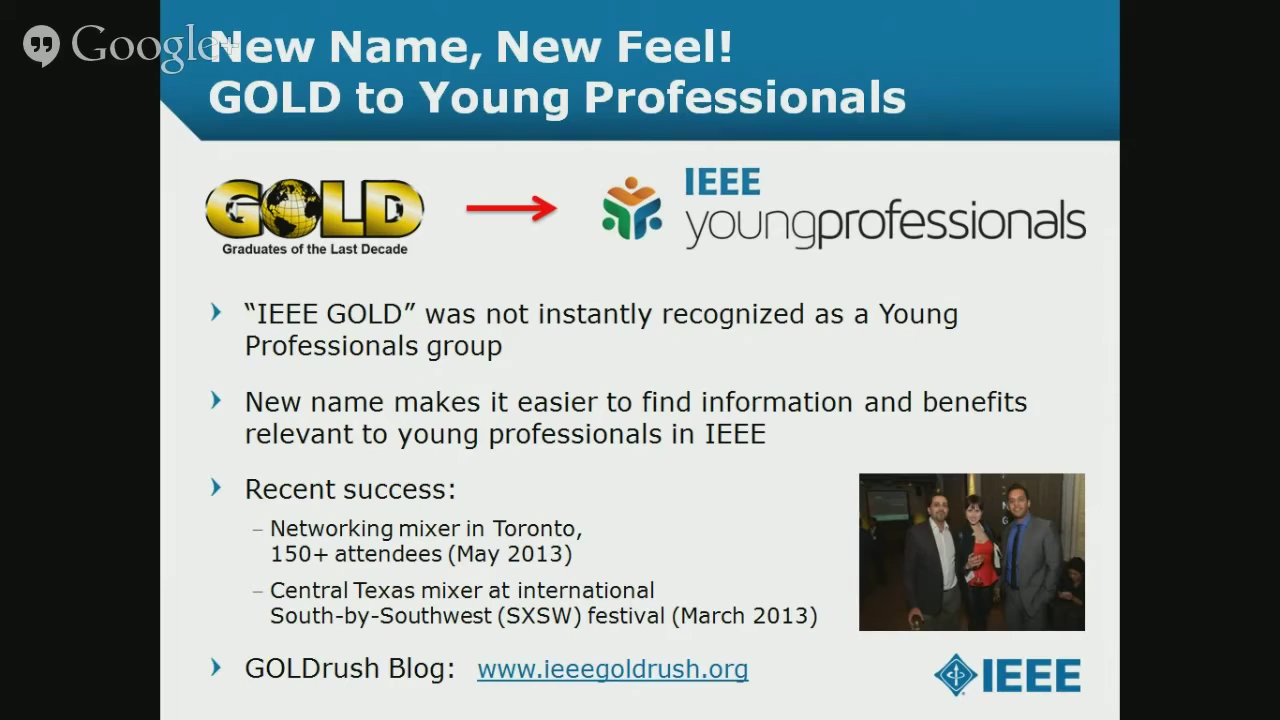 Google+
New Name, New Feel!
GOLD to Young Professionals
GOLD
Graduates of the Last Decade
IEEE
youngprofessionals
“IEEE GOLD” was not instantly recognized as a Young
Professionals group
New name makes it easier to find information and benefits
relevant to young professionals in IEEE
Recent success:
– Networking mixer in Toronto,
150+ attendees (May 2013)
– Central Texas mixer at international
South-by-Southwest (SXSW) festival (March 2013)
GOLDrush Blog: www.ieeegoldrush.org
IEEE